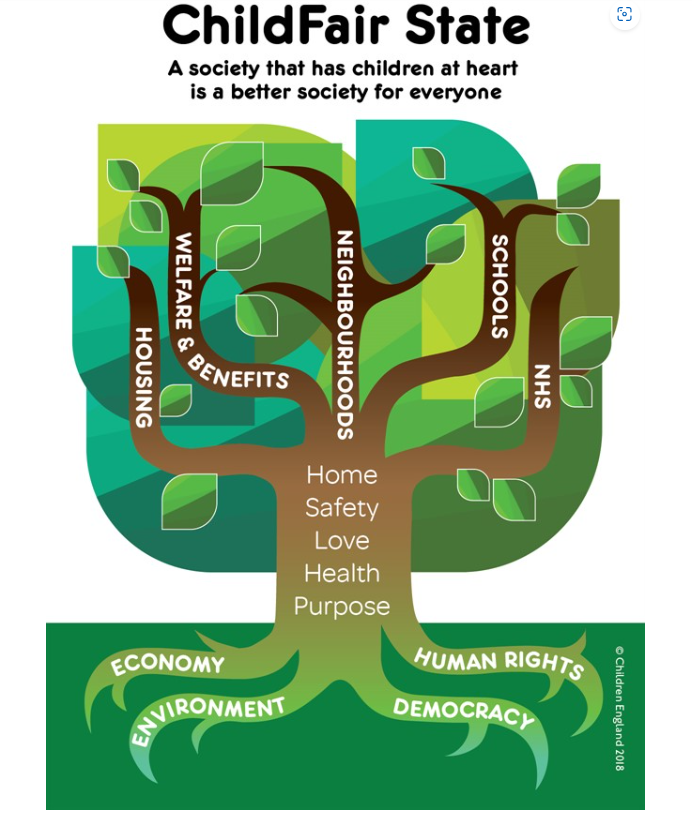 ChildFair State
A society that has children at heart
is a better society for everyone
HOUSING
WELFARE & BENEFITS
NEIGHBOURHOODS
SCHOOLS
NHS
Home
Safety
Love
Health
Purpose
ECONOMY
ENVIRONMENT
HUMAN RIGHTS
DEMOCRACY
© Children England 2018